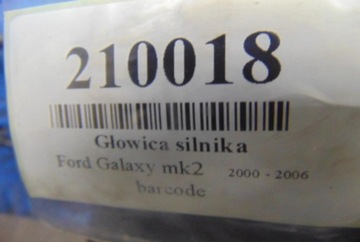 210018
Głowica silnika
Ford Galaxy mk2 2000 - 2006
barcode